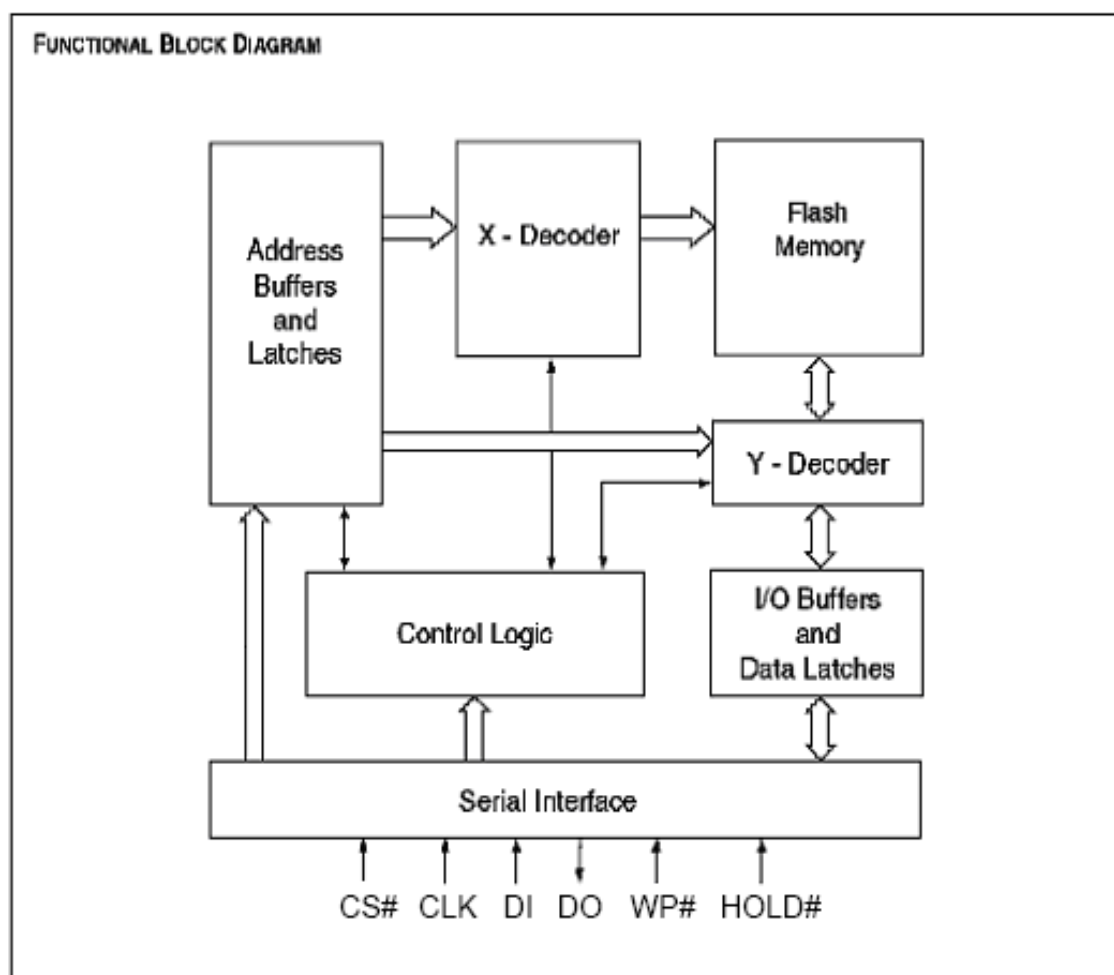 FUNCTIONAL BLOCK DIAGRAM
Address
Buffers
and
Latches
X - Decoder
Flash
Memory
Y - Decoder
Control Logic
I/O Buffers
and
Data Latches
Serial Interface
CS# CLK DI DO WP# HOLD#